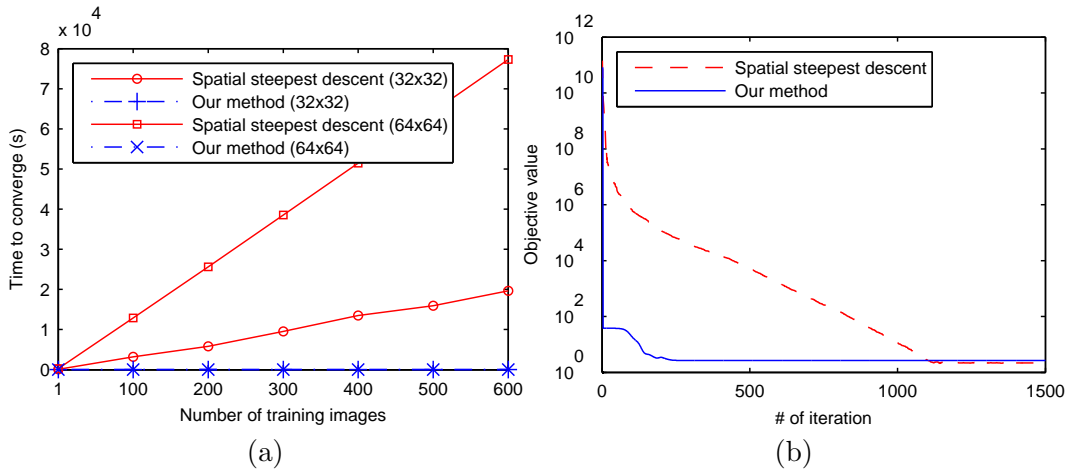 x 10 4
8
7
6
5
4
3
2
1
0
Time to converge (s)
Spatial steepest descent (32x32)
Our method (32x32)
Spatial steepest descent (64x64)
Our method (64x64)
1 100 200 300 400 500 600
Number of training images
(a)
10 12
10 10
10 8
10 6
10 4
10 2
10 0
Objective value
Spatial steepest descent
Our method
0 500 1000 1500
# of iteration
(b)